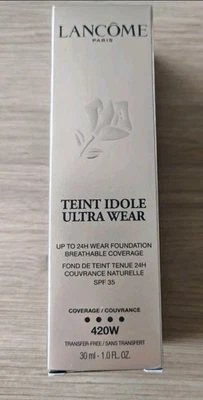 LANCÔME
PARIS
TEINT IDOLE
ULTRA WEAR
UP TO 24H WEAR FOUNDATION
BREATHABLE COVERAGE
FOND DE TEINT TENUE 24H
COUVRANCE NATURELLE
SPF 35
COVERAGE / COUVRANCE
420W
TRANSFER-FREE / SANS TRANSFERT
30 ml - 1.0 FL. OZ.